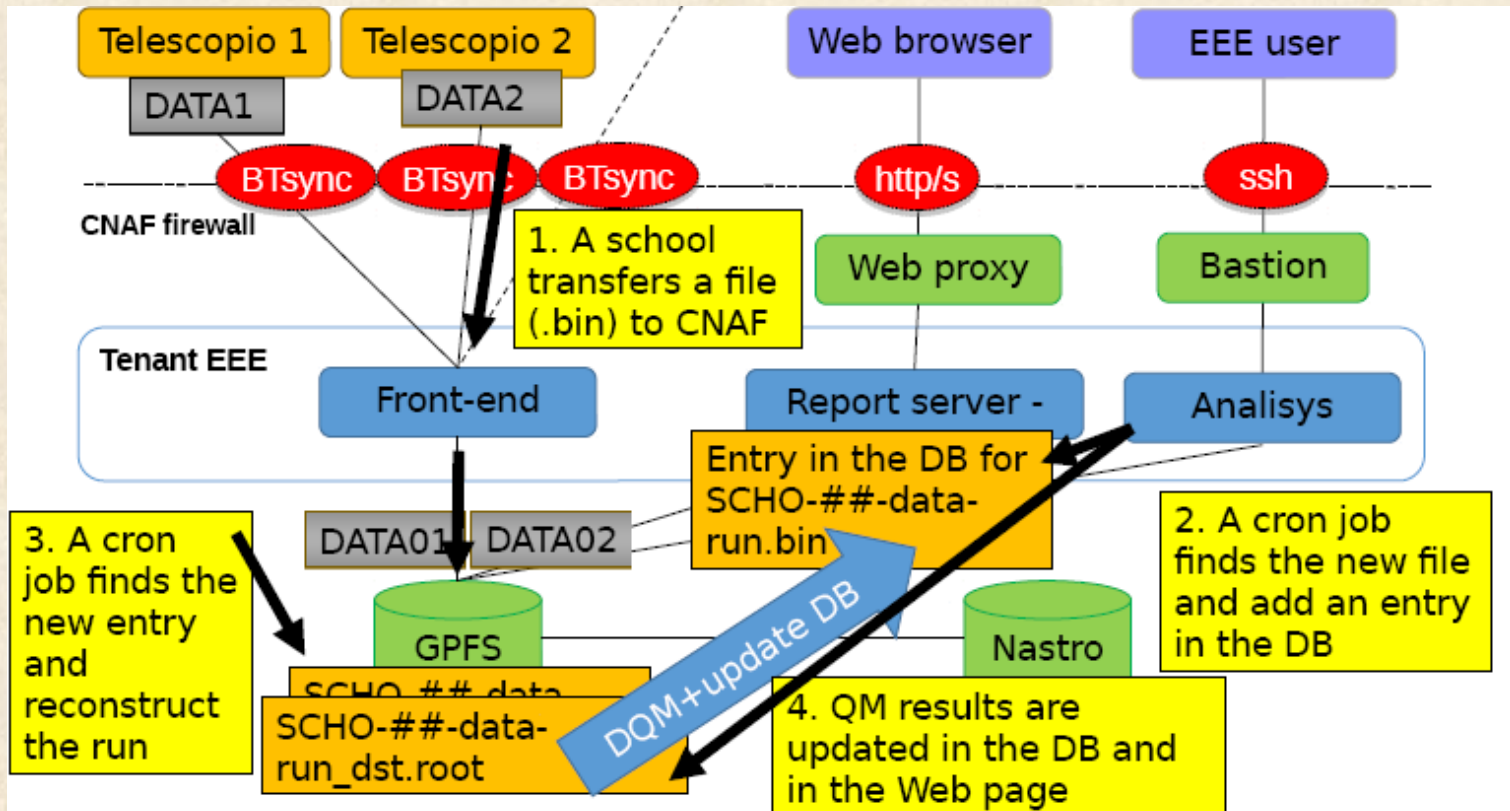 Telescopio 1
Telescopio 2
Web browser
EEE user
DATA1
DATA2
BTsync
BTsync
BTsync
http/s
ssh
CNAF firewall
1. A school
transfers a file
(.bin) to CNAF
Web proxy
Bastion
Tenant EEE
Front-end
Report server -
Analisys
Entry in the DB for
SCHO-##-data-
run.bin
DATA01
DATA02
2. A cron job
finds the new file
and add an entry
in the DB
3. A cron
job finds the
new entry
and
reconstruct
the run
GPFS
Nastro
DQM+update DB
SCHO-##-data-
SCHO-##-data-
run_dst.root
4. QM results are
updated in the DB and
in the Web page